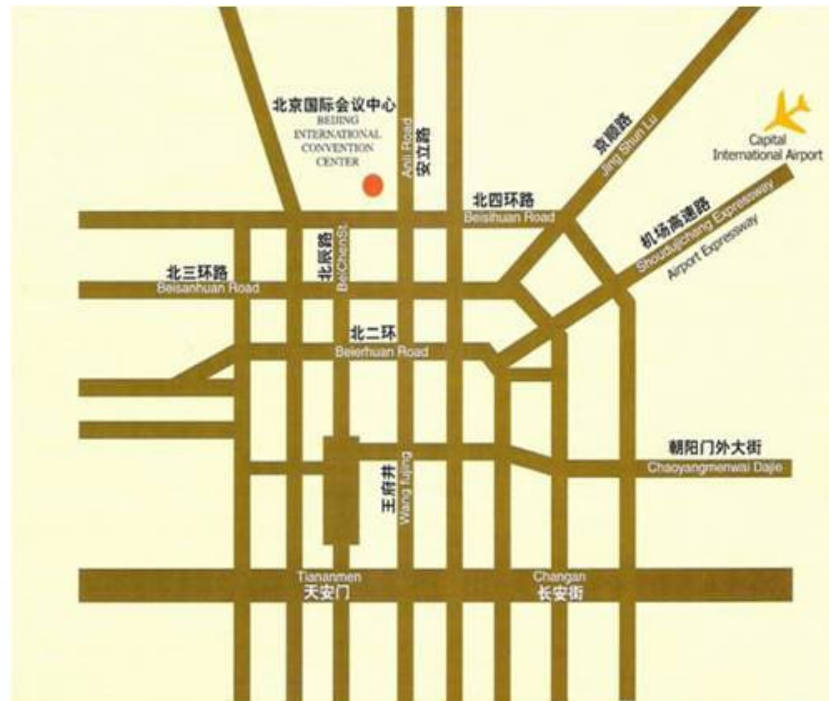 北京国际会议中心
BEIJING
INTERNATIONAL
CONVENTION
CENTER
Anli Road
安立路
京顺路
Jing Shun Lu
Capital
International Airport
北四环路
Beisihuan Road
机场高速路
Shoudujichang Expressway
Airport Expressway
北辰路
BeiChenSt.
北三环路
Beisanhuan Road
北二环
Beierhuan Road
朝阳门外大街
Chaoyangmenwai Dajie
王府井
Wang fujing
Tiananmen
天安门
Changan
长安街